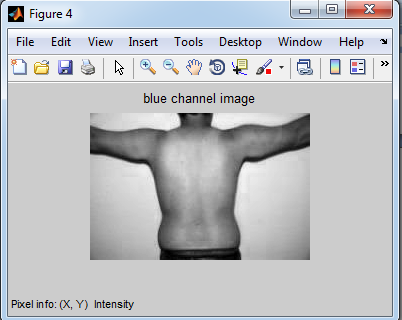 Figure 4
File Edit View Insert Tools Desktop Window Help
blue channel image
Pixel info: (X, Y) Intensity